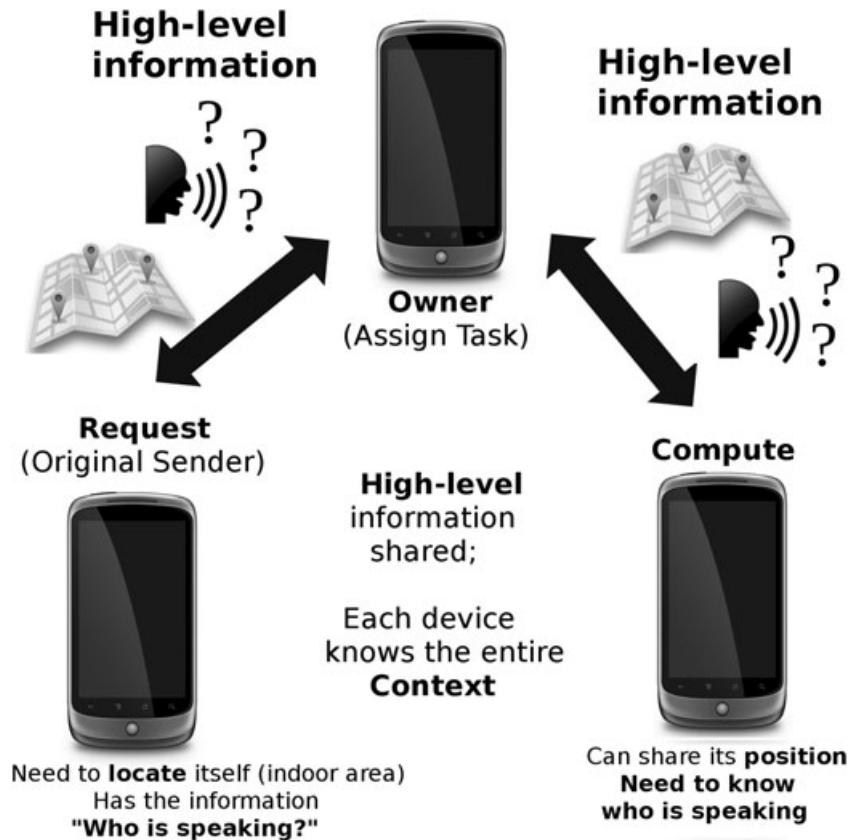 High-level
information
?
?
?
High-level
information
?
?
?
Owner
(Assign Task)
Request
(Original Sender)
Compute
High-level
information
shared;
Each device
knows the entire
Context
Need to locate itself (indoor area)
Has the information
"Who is speaking?"
Can share its position
Need to know
who is speaking